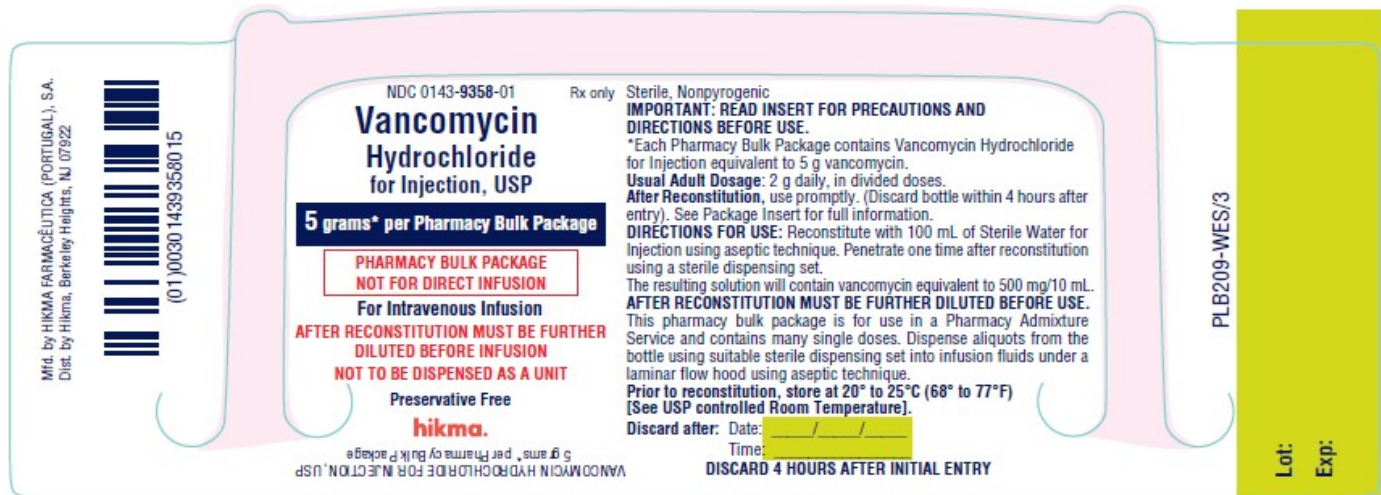 Mfd. by HIKMA FARMACÊUTICA (PORTUGAL), S.A.
Dist. by Hikma, Berkeley Heights, NJ 07922
(01)00301439358015
NDC 0143-9358-01 Rx only
Vancomycin
Hydrochloride
for Injection, USP
5 grams* per Pharmacy Bulk Package
PHARMACY BULK PACKAGE
NOT FOR DIRECT INFUSION
For Intravenous Infusion
AFTER RECONSTITUTION MUST BE FURTHER
DILUTED BEFORE INFUSION
NOT TO BE DISPENSED AS A UNIT
Preservative Free
hikma.
VANCOMYCIN HYDROCHLORIDE FOR INJECTION, USP
5 grams* per Pharmacy Bulk Package
Sterile, Nonpyrogenic
IMPORTANT: READ INSERT FOR PRECAUTIONS AND
DIRECTIONS BEFORE USE.
*Each Pharmacy Bulk Package contains Vancomycin Hydrochloride
for Injection equivalent to 5 g vancomycin.
Usual Adult Dosage: 2 g daily, in divided doses.
After Reconstitution, use promptly. (Discard bottle within 4 hours after
entry). See Package Insert for full information.
DIRECTIONS FOR USE: Reconstitute with 100 mL of Sterile Water for
Injection using aseptic technique. Penetrate one time after reconstitution
using a sterile dispensing set.
The resulting solution will contain vancomycin equivalent to 500 mg/10 mL.
AFTER RECONSTITUTION MUST BE FURTHER DILUTED BEFORE USE.
This pharmacy bulk package is for use in a Pharmacy Admixture
Service and contains many single doses. Dispense aliquots from the
bottle using suitable sterile dispensing set into infusion fluids under a
laminar flow hood using aseptic technique.
Prior to reconstitution, store at 20° to 25°C (68° to 77°F)
[See USP controlled Room Temperature].
Discard after: Date: _____/_____/_____
Time: _________________
DISCARD 4 HOURS AFTER INITIAL ENTRY
PLB209-WES/3
Lot:
Exp: